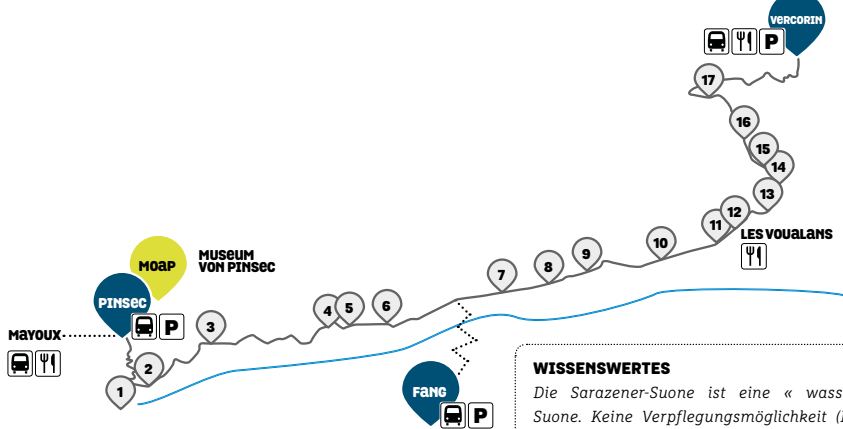 VERCORIN
P
17
16
15
14
13
12
11
LES VOUALANS
10
9
8
7
MUSEUM
VON PINSEC
MOAP
PINSEC
P
MAYOUX
6
5
4
3
2
1
FANG
P
WISSENSWERTES
Die Sarazener-Suone ist eine « wass
Suone. Keine Verpflegungsmöglichkeit